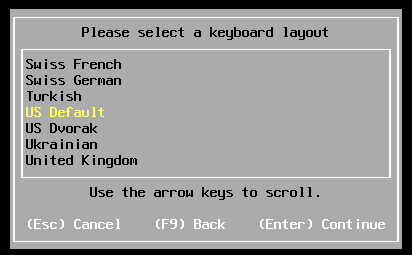 Please select a keyboard layout
Swiss French
Swiss German
Turkish
US Default
US Dvorak
Ukrainian
United Kingdom
Use the arrow keys to scroll.
(Esc) Cancel (F9) Back (Enter) Continue